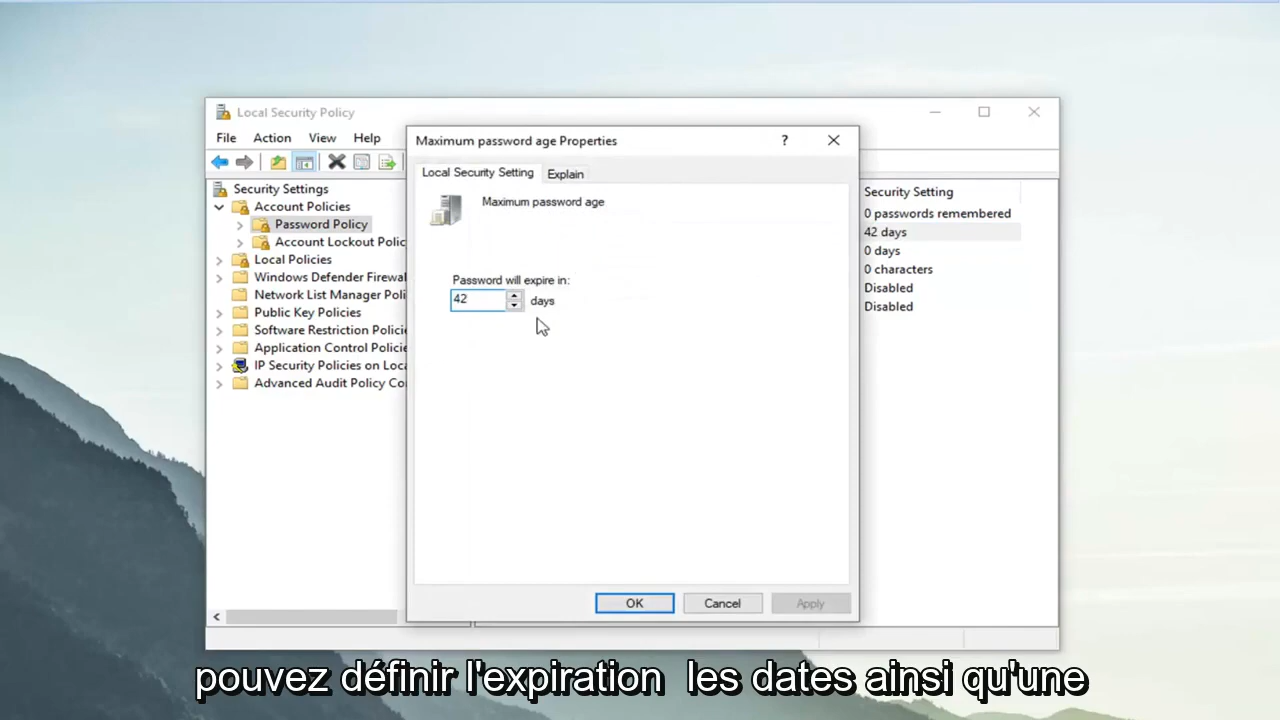 Local Security Policy
File Action View Help
Security Settings
Account Policies
Password Policy
Account Lockout Polic
Local Policies
Windows Defender Firewal
Network List Manager Poli
Public Key Policies
Software Restriction Policie
Application Control Policie
IP Security Policies on Loca
Advanced Audit Policy Co
Maximum password age Properties
?
Local Security Setting Explain
Maximum password age
Password will expire in:
42 days
OK Cancel Apply
Security Setting
0 passwords remembered
42 days
0 days
0 characters
Disabled
Disabled
pouvez définir l'expiration les dates ainsi qu'une